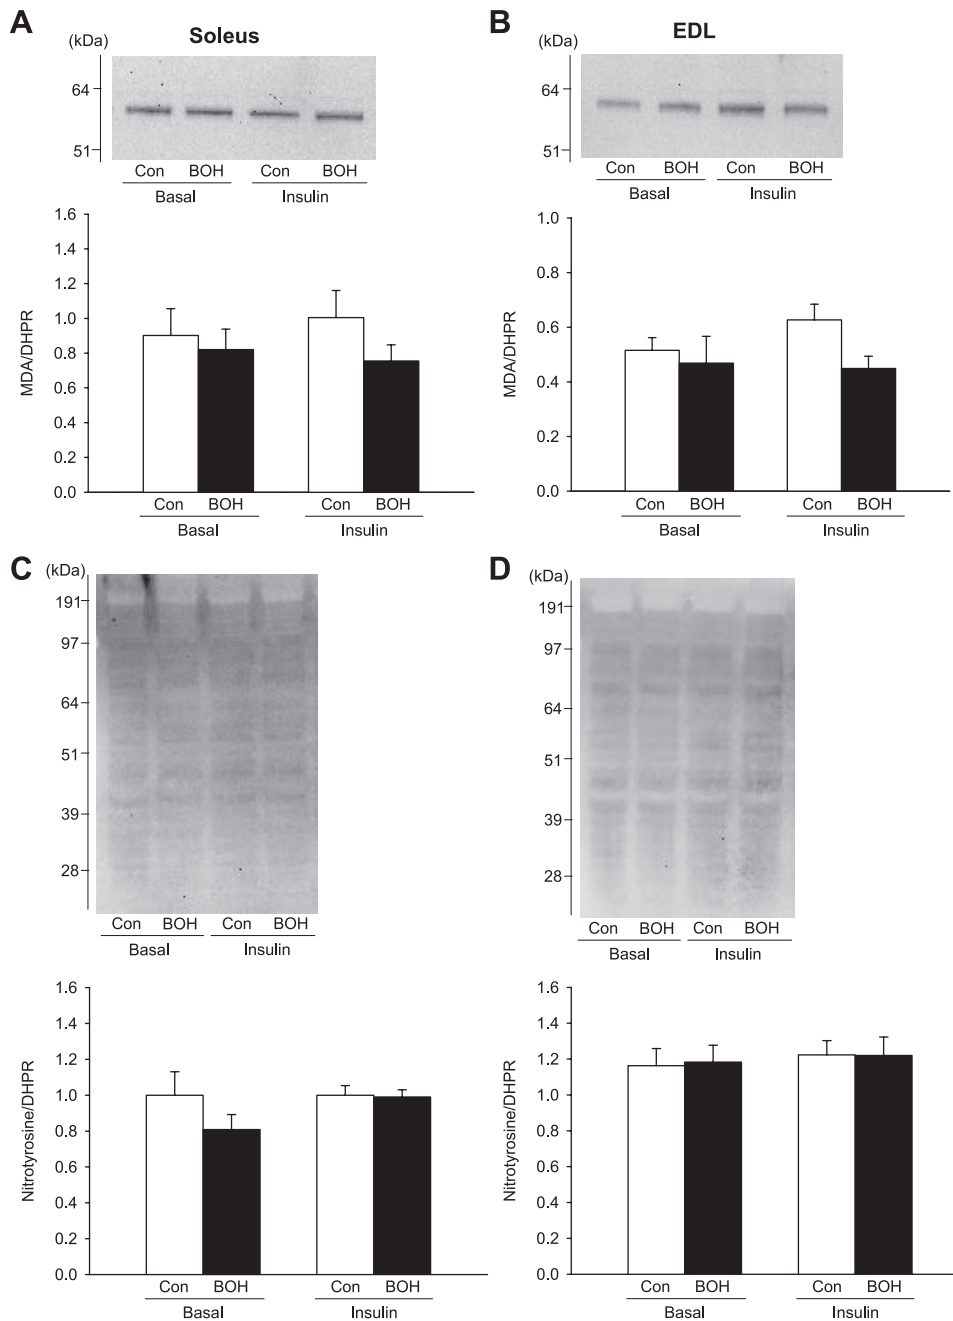 A
Soleus
(kDa)
64
51
Con BOH Con BOH
Basal Insulin
1.6
1.4
1.2
1.0
0.8
0.6
0.4
0.2
0.0
MDA/DHPR
Con BOH Con BOH
Basal Insulin
B
EDL
(kDa)
64
51
Con BOH Con BOH
Basal Insulin
1.0
0.8
0.6
0.4
0.2
0.0
MDA/DHPR
Con BOH Con BOH
Basal Insulin
C
(kDa)
191
97
64
51
39
28
Con BOH Con BOH
Basal Insulin
1.6
1.4
1.2
1.0
0.8
0.6
0.4
0.2
0.0
Nitrotyrosine/DHPR
Con BOH Con BOH
Basal Insulin
D
(kDa)
191
97
64
51
39
28
Con BOH Con BOH
Basal Insulin
1.6
1.4
1.2
1.0
0.8
0.6
0.4
0.2
0.0
Nitrotyrosine/DHPR
Con BOH Con BOH
Basal Insulin